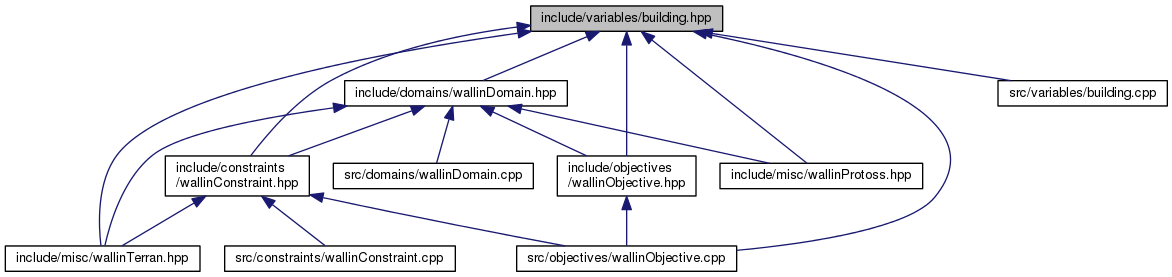 include/variables/building.hpp
include/domains/wallinDomain.hpp
src/variables/building.cpp
include/constraints
/wallinConstraint.hpp
src/domains/wallinDomain.cpp
include/objectives
/wallinObjective.hpp
include/misc/wallinProtoss.hpp
include/misc/wallinTerran.hpp
src/constraints/wallinConstraint.cpp
src/objectives/wallinObjective.cpp